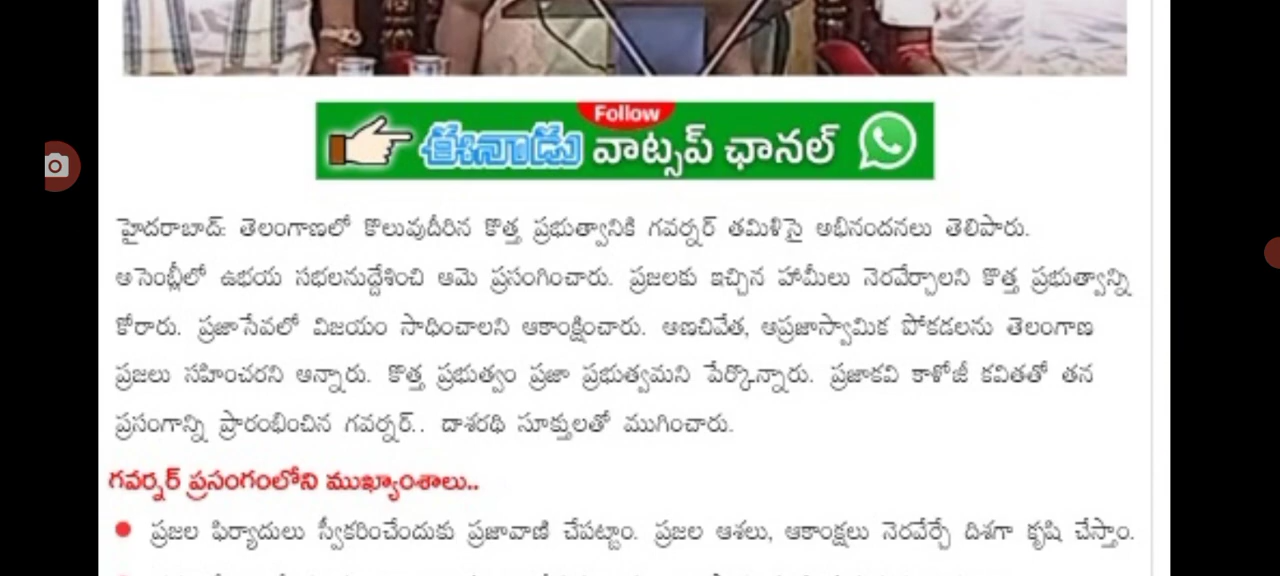 Follow
ఈనాడు వాట్సప్ ఛానల్
హైదరాబాద్: తెలంగాణలో కొలువుదీరిన కొత్త ప్రభుత్వానికి గవర్నర్ తమిళిసై అభినందనలు తెలిపారు.
అసెంబ్లీలో ఉభయ సభలనుద్దేశించి ఆమె ప్రసంగించారు. ప్రజలకు ఇచ్చిన హామీలు నెరవేర్చాలని కొత్త ప్రభుత్వాన్ని
కోరారు. ప్రజాసేవలో విజయం సాధించాలని ఆకాంక్షించారు. అణచివేత, అప్రజాస్వామిక పోకడలను తెలంగాణ
ప్రజలు సహించరని అన్నారు. కొత్త ప్రభుత్వం ప్రజా ప్రభుత్వమని పేర్కొన్నారు. ప్రజాకవి కాళోజీ కవితతో తన
ప్రసంగాన్ని ప్రారంభించిన గవర్నర్.. దాశరథి సూక్తులతో ముగించారు.
గవర్నర్ ప్రసంగంలోని ముఖ్యాంశాలు..
ప్రజల ఫిర్యాదులు స్వీకరించేందుకు ప్రజావాణి చేపట్టాం. ప్రజల ఆశలు, ఆకాంక్షలు నెరవేర్చే దిశగా కృషి చేస్తాం.